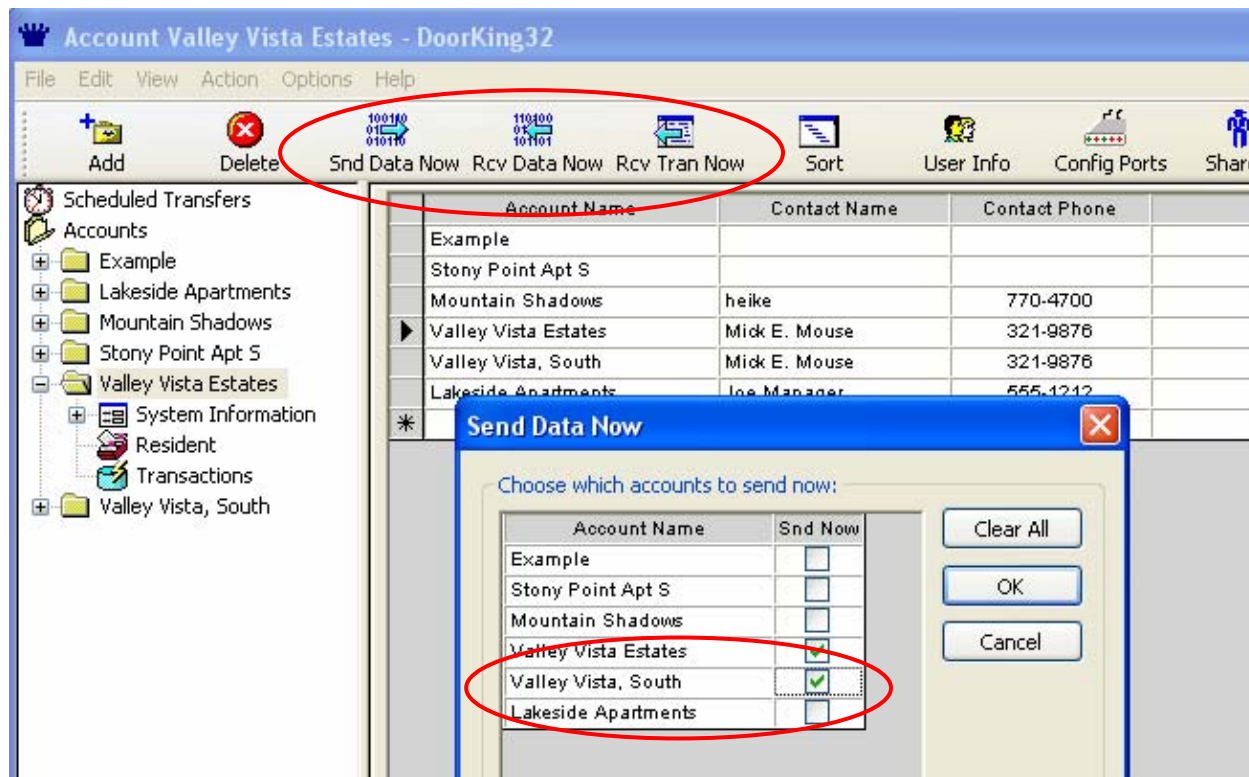 Account Valley Vista Estates - DoorKing32
File Edit View Action Options Help
Add Delete Snd Data Now Rcv Data Now Rcv Tran Now Sort User Info Config Ports Shar
Scheduled Transfers
Accounts
Example
Lakeside Apartments
Mountain Shadows
Stony Point Apt S
Valley Vista Estates
System Information
Resident
Transactions
Valley Vista, South
Account Name Contact Name Contact Phone
Example
Stony Point Apt S
Mountain Shadows heike 770-4700
Valley Vista Estates Mick E. Mouse 321-9876
Valley Vista, South Mick E. Mouse 321-9876
Lakeside Apartments Joe Manager 555-1212
Send Data Now
Choose which accounts to send now:
Account Name Snd Now
Example
Stony Point Apt S
Mountain Shadows
Valley Vista Estates
Valley Vista, South
Lakeside Apartments
Clear All
OK
Cancel